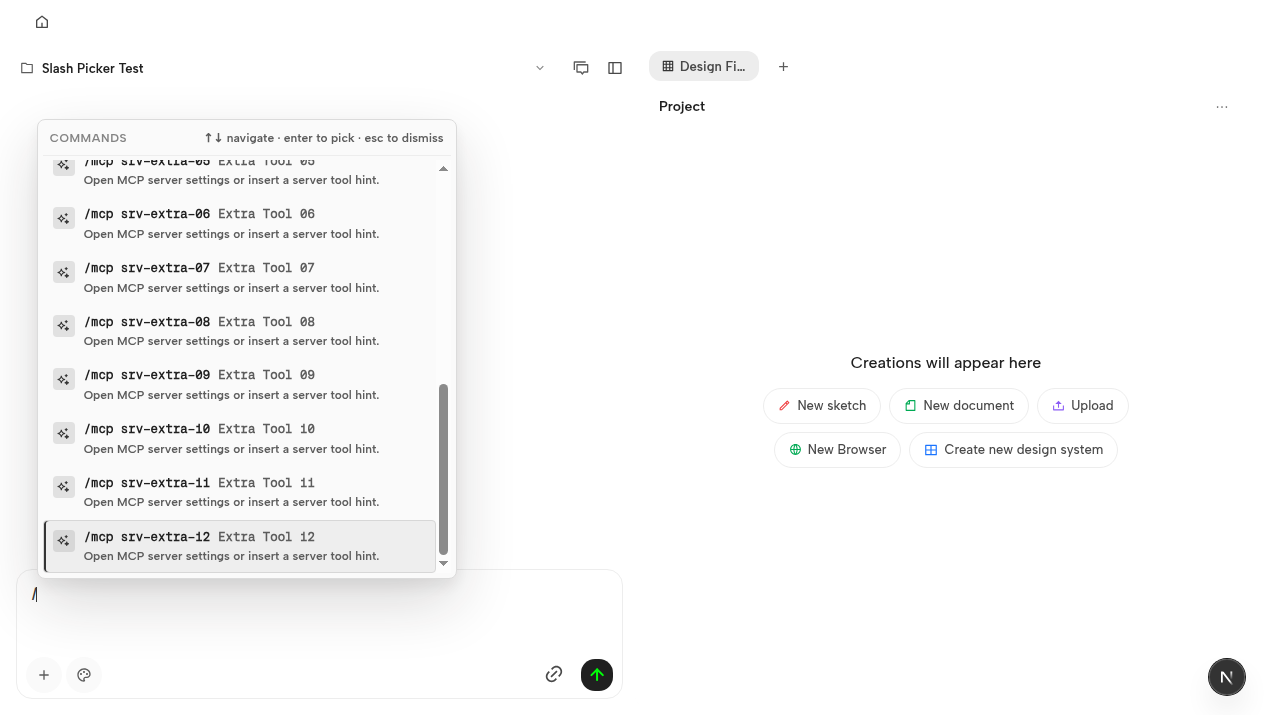 Slash Picker Test
Design Fi...
Project
COMMANDS
↑↓ navigate · enter to pick · esc to dismiss
/mcp srv-extra-05 Extra Tool 05
Open MCP server settings or insert a server tool hint.
/mcp srv-extra-06 Extra Tool 06
Open MCP server settings or insert a server tool hint.
/mcp srv-extra-07 Extra Tool 07
Open MCP server settings or insert a server tool hint.
/mcp srv-extra-08 Extra Tool 08
Open MCP server settings or insert a server tool hint.
/mcp srv-extra-09 Extra Tool 09
Open MCP server settings or insert a server tool hint.
/mcp srv-extra-10 Extra Tool 10
Open MCP server settings or insert a server tool hint.
/mcp srv-extra-11 Extra Tool 11
Open MCP server settings or insert a server tool hint.
/mcp srv-extra-12 Extra Tool 12
Open MCP server settings or insert a server tool hint.
/
Creations will appear here
New sketch
New document
Upload
New Browser
Create new design system
N